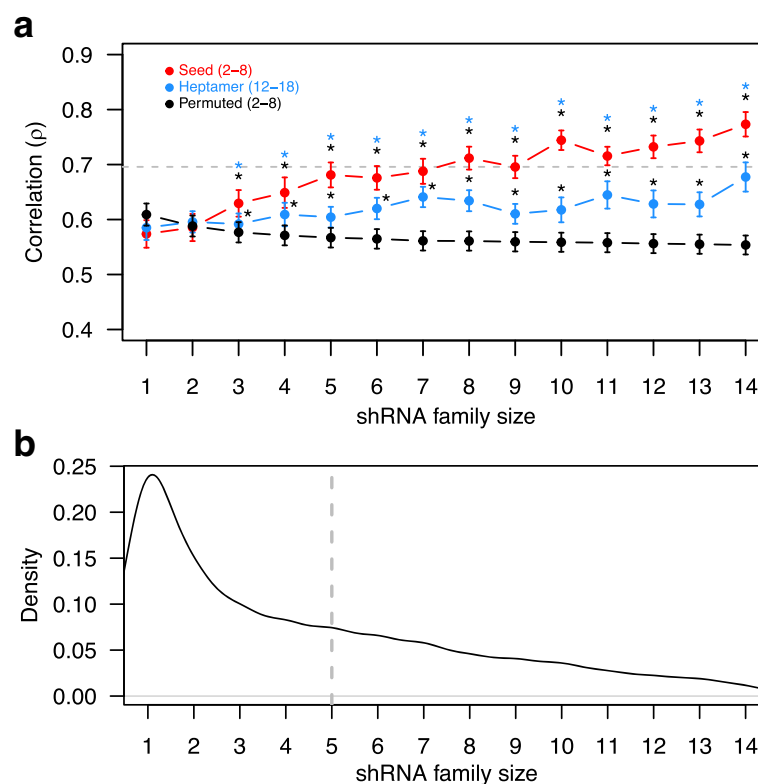 a
0.9
0.8
0.7
0.6
0.5
0.4
Correlation (ρ)
Seed (2–8)
Heptamer (12–18)
Permuted (2–8)
* * * * * * * * * * * *
* * * * * * * * * * * *
* * * * * * * * * * * *
1 2 3 4 5 6 7 8 9 10 11 12 13 14
shRNA family size
b
0.25
0.20
0.15
0.10
0.05
0.00
Density
1 2 3 4 5 6 7 8 9 10 11 12 13 14
shRNA family size